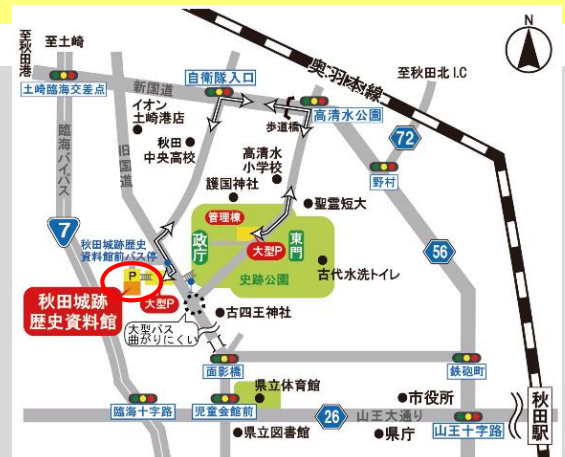 至秋田港
至土崎
自衛隊入口
奥羽本線
至秋田北I.C
N
土崎臨海交差点
新国道
イオン
土崎港店
歩道橋
高清水公園
秋田
中央高校
高清水
小学校
72
臨海バイパス
旧国道
護国神社
野村
聖霊短大
管理棟
7
秋田城跡歴史
資料館前バス停
政庁
大型P
東門
古代水洗トイレ
56
P
史跡公園
秋田城跡
歴史資料館
大型P
古四王神社
大型バス
曲がりにくい
面影橋
鉄砲町
県立体育館
市役所
秋田駅
臨海十字路
児童会館前
26
山王大通り
県立図書館
県庁
山王十字路